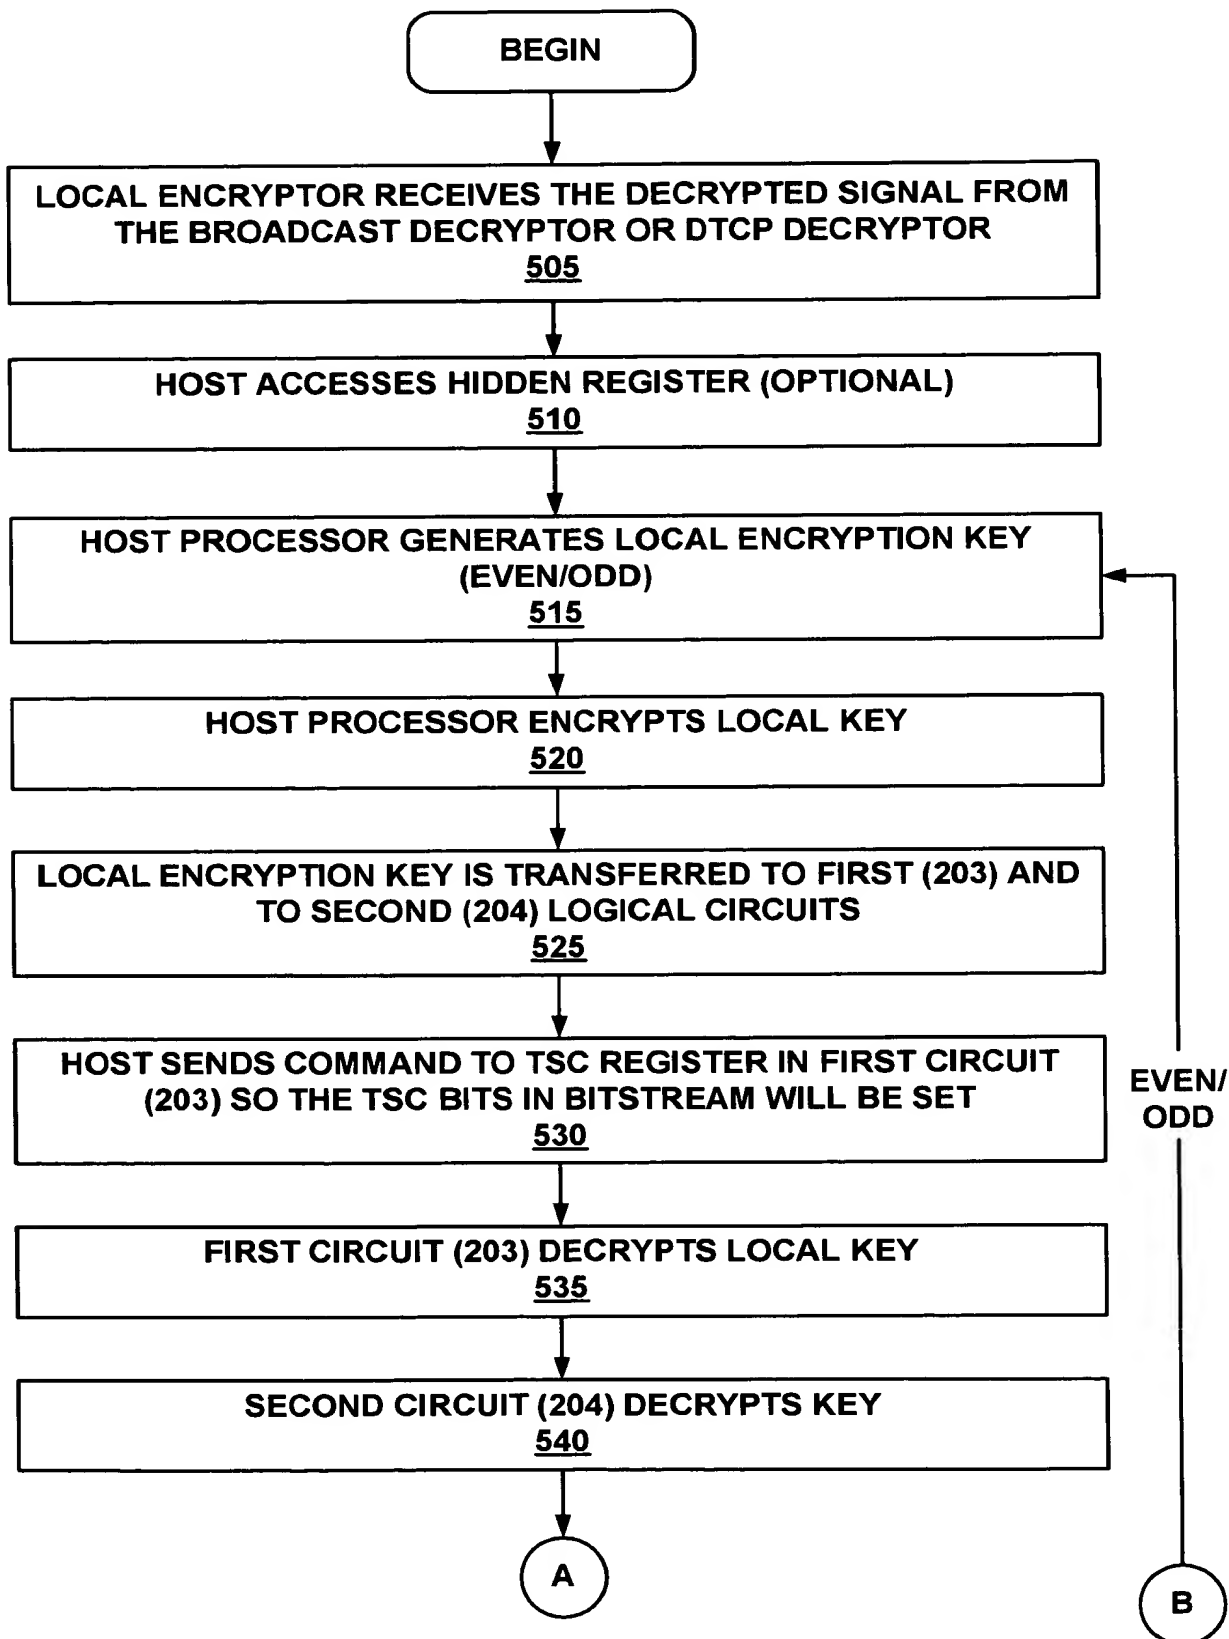 BEGIN
LOCAL ENCRYPTOR RECEIVES THE DECRYPTED SIGNAL FROM
THE BROADCAST DECRYPTOR OR DTCP DECRYPTOR
505
HOST ACCESSES HIDDEN REGISTER (OPTIONAL)
510
HOST PROCESSOR GENERATES LOCAL ENCRYPTION KEY
(EVEN/ODD)
515
HOST PROCESSOR ENCRYPTS LOCAL KEY
520
LOCAL ENCRYPTION KEY IS TRANSFERRED TO FIRST (203) AND
TO SECOND (204) LOGICAL CIRCUITS
525
HOST SENDS COMMAND TO TSC REGISTER IN FIRST CIRCUIT
(203) SO THE TSC BITS IN BITSTREAM WILL BE SET
530
EVEN/
ODD
FIRST CIRCUIT (203) DECRYPTS LOCAL KEY
535
SECOND CIRCUIT (204) DECRYPTS KEY
540
A
B